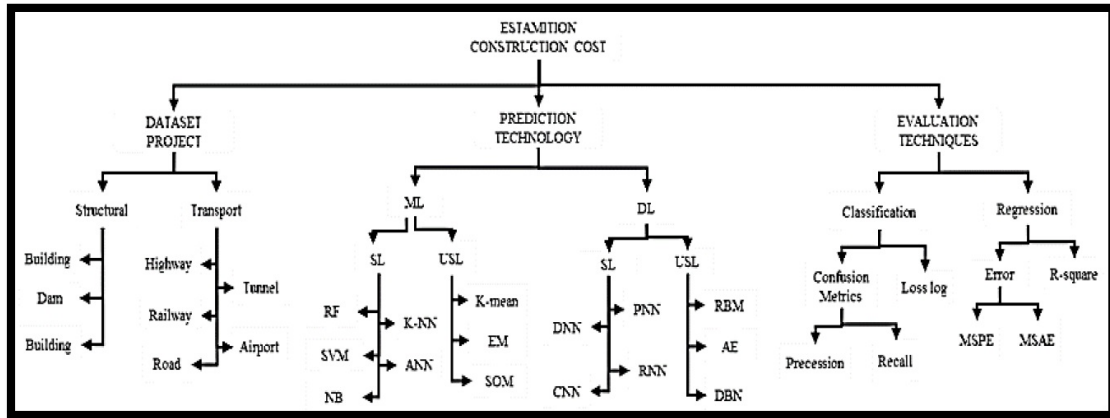 ESTAMITION
CONSTRUCTION COST
DATASET
PROJECT
PREDICTION
TECHNOLOGY
EVALUATION
TECHNIQUES
Structural
Transport
ML
DL
Classification
Regression
Building
Dam
Building
Highway
Tunnel
Railway
Airport
Road
SL
USL
RF
K-NN
SVM
ANN
NB
K-mean
EM
SOM
SL
USL
PNN
DNN
RNN
CNN
RBM
AE
DBN
Confusion
Metrics
Loss log
Precession
Recall
Error
R-square
MSPE
MSAE